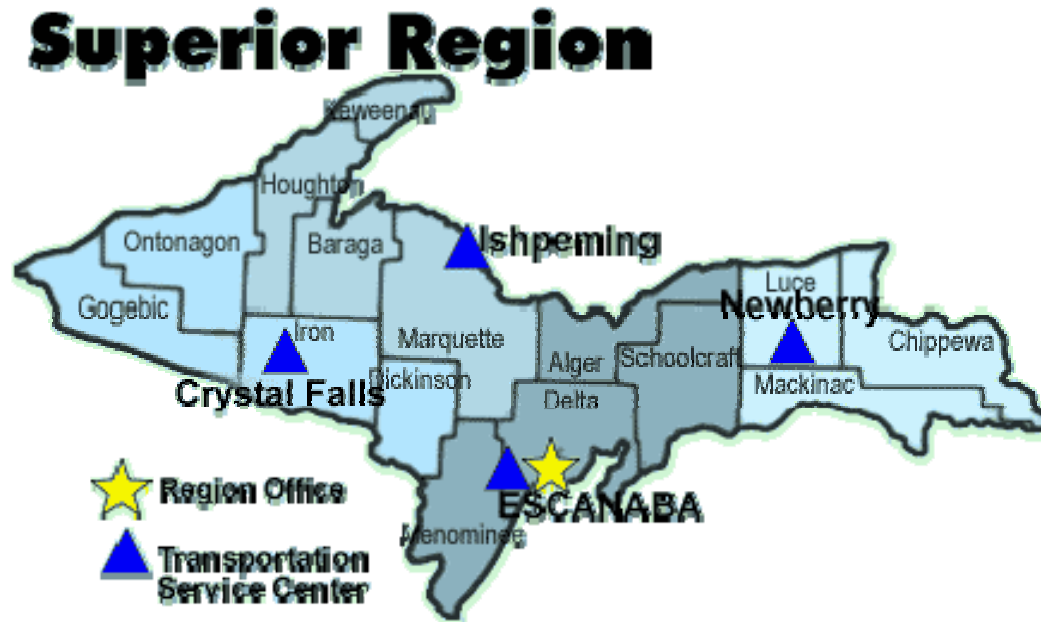 Superior Region
Keweenau
Houghton
Ontonagon
Baraga
Ishpeming
Gogebic
Luce
Newberry
Iron
Marquette
Chippewa
Alger
Schoolcraft
Crystal Falls
Dickinson
Mackinac
Delta
Region Office
ESCANABA
Menominee
Transportation
Service Center